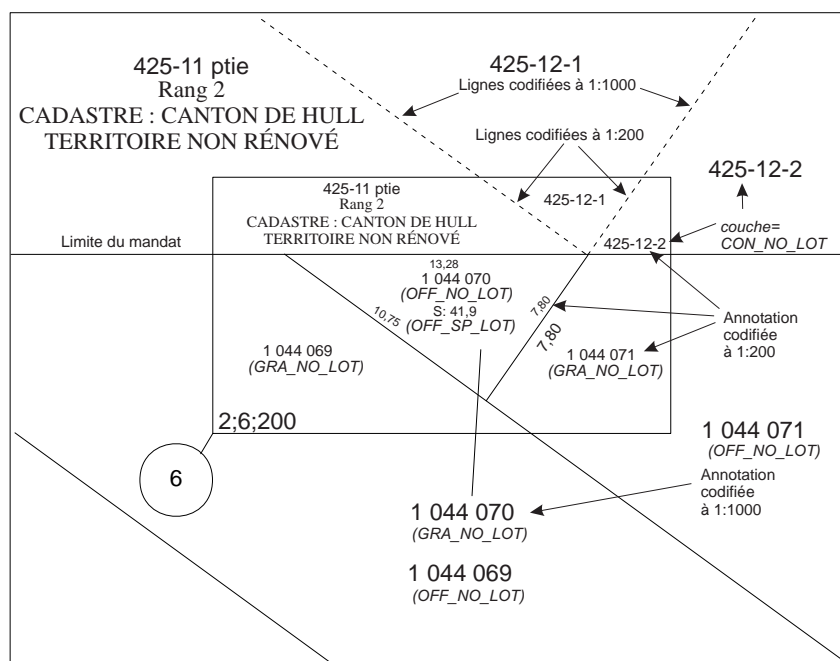 425-11 ptie
Rang 2
CADASTRE : CANTON DE HULL
TERRITOIRE NON RÉNOVÉ
425-12-1
Lignes codifiées à 1:1000
Lignes codifiées à 1:200
425-12-2
couche=
CON_NO_LOT
425-11 ptie
Rang 2
CADASTRE : CANTON DE HULL
TERRITOIRE NON RÉNOVÉ
425-12-1
425-12-2
Limite du mandat
13,28
1 044 070
(OFF_NO_LOT)
S: 41,9
(OFF_SP_LOT)
10,75
7,80
7,80
1 044 069
(GRA_NO_LOT)
1 044 071
(GRA_NO_LOT)
Annotation
codifiée
à 1:200
2;6;200
6
1 044 071
(OFF_NO_LOT)
Annotation
codifiée
à 1:1000
1 044 070
(GRA_NO_LOT)
1 044 069
(OFF_NO_LOT)